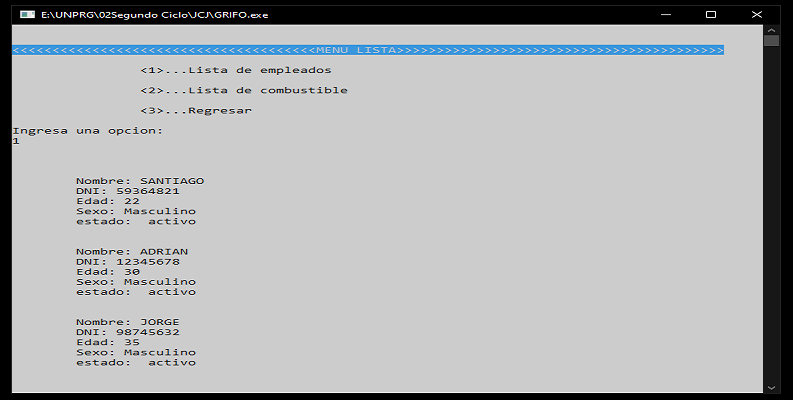 E:\UNPRG\02Segundo Ciclo\JCJ\GRIFO.exe
<<<<<<<<<<<<<<<<<<<<<<<<<<<<<<<<<<<<<<MENU LISTA>>>>>>>>>>>>>>>>>>>>>>>>>>>>>>>>>>>>>>>>>
<1>...Lista de empleados
<2>...Lista de combustible
<3>...Regresar
Ingresa una opcion:
1
Nombre: SANTIAGO
DNI: 59364821
Edad: 22
Sexo: Masculino
estado:  activo
Nombre: ADRIAN
DNI: 12345678
Edad: 30
Sexo: Masculino
estado:  activo
Nombre: JORGE
DNI: 98745632
Edad: 35
Sexo: Masculino
estado:  activo